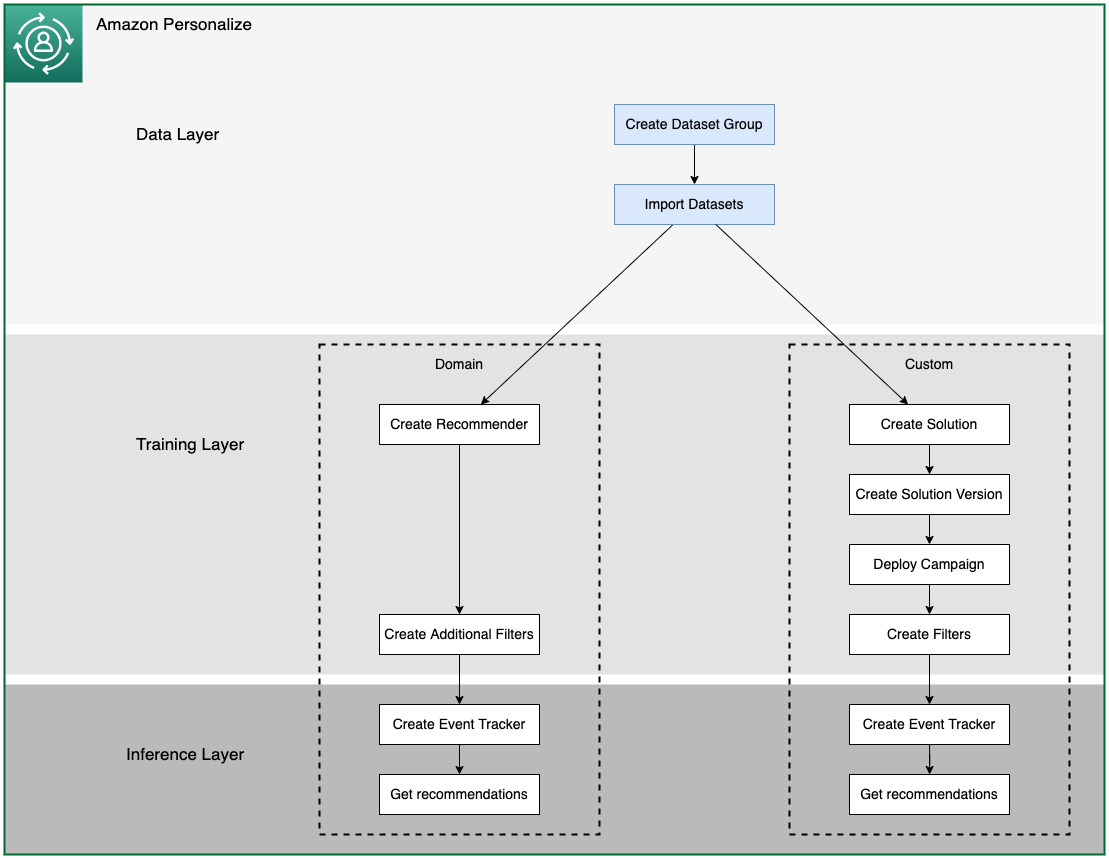 Amazon Personalize
Data Layer
Create Dataset Group
Import Datasets
Training Layer
Domain
Create Recommender
Create Additional Filters
Custom
Create Solution
Create Solution Version
Deploy Campaign
Create Filters
Inference Layer
Create Event Tracker
Get recommendations
Create Event Tracker
Get recommendations